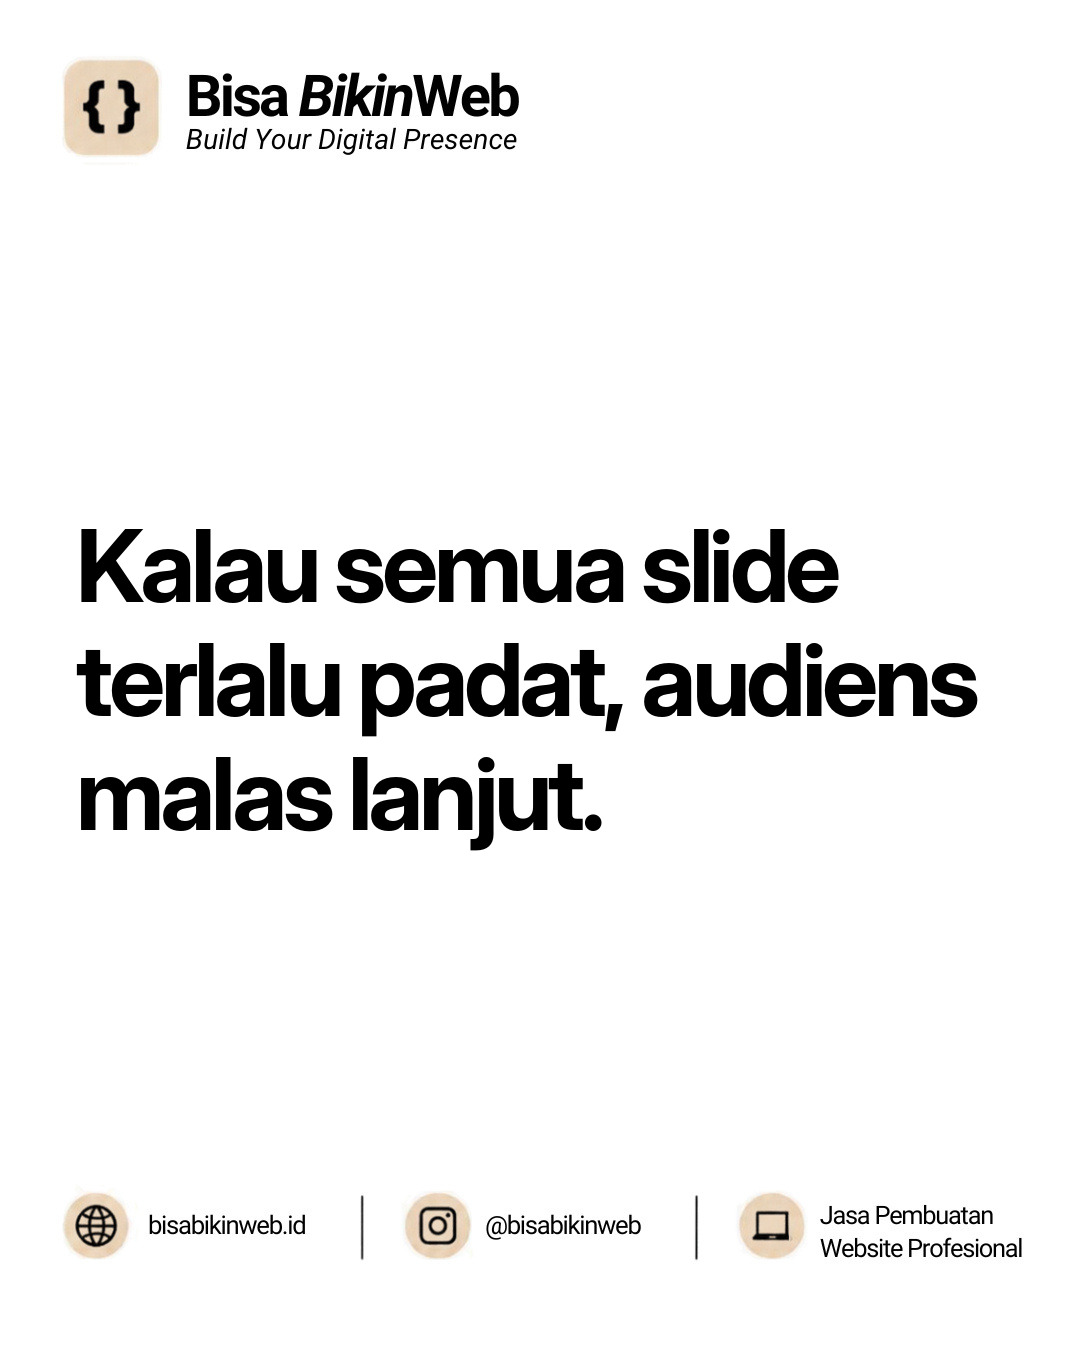 { }
Bisa BikinWeb
Build Your Digital Presence
Kalau semua slide
terlalu padat, audiens
malas lanjut.
bisabikinweb.id
@bisabikinweb
Jasa Pembuatan
Website Profesional